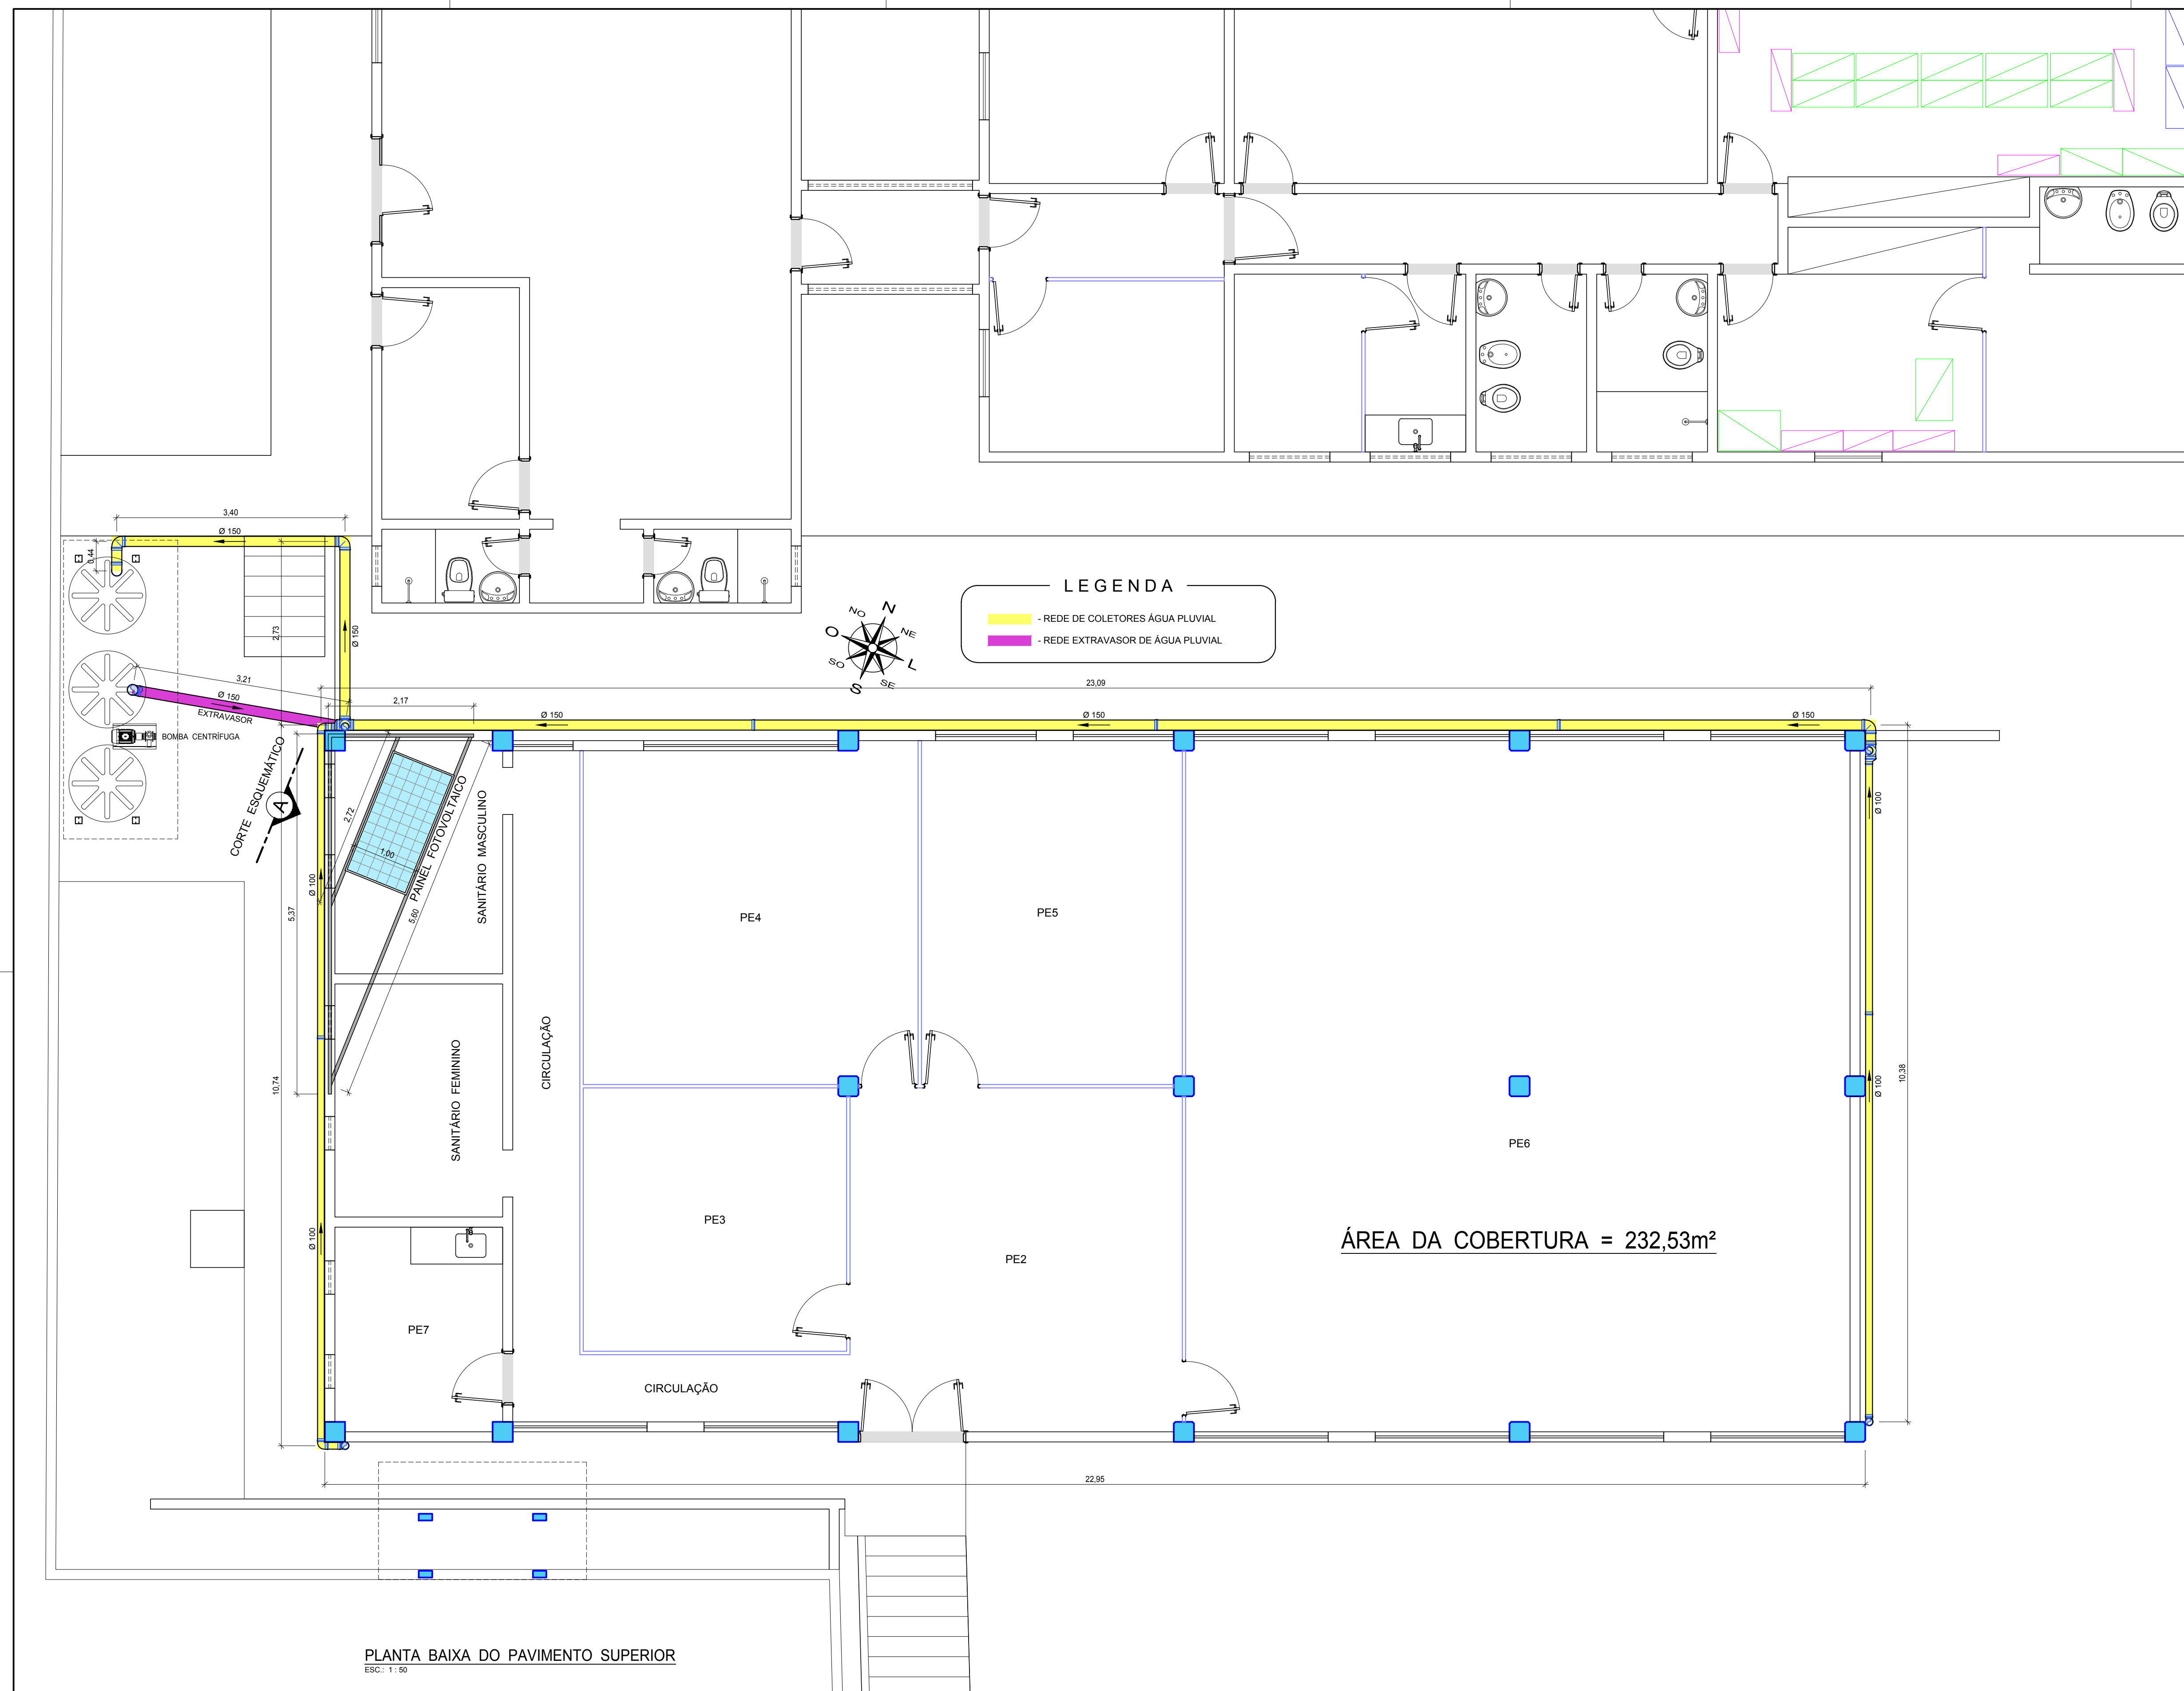 3,40
Ø 150
0,44
2,73
Ø 150
3,21
Ø 150
EXTRAVASOR
BOMBA CENTRÍFUGA
NO
N
NE
O
L
SO
S
SE
LEGENDA
- REDE DE COLETORES ÁGUA PLUVIAL
- REDE EXTRAVASOR DE ÁGUA PLUVIAL
23,09
2,17
Ø 150
Ø 150
Ø 150
CORTE ESQUEMÁTICO
A
2,72
1,00
PAINEL FOTOVOLTAICO
5,60
SANITÁRIO MASCULINO
Ø 100
Ø 100
5,37
PE4
PE5
CIRCULAÇÃO
SANITÁRIO FEMININO
10,74
10,38
Ø 100
PE6
Ø 100
PE3
PE2
ÁREA DA COBERTURA = 232,53m²
PE7
CIRCULAÇÃO
22,95
PLANTA BAIXA DO PAVIMENTO SUPERIOR
ESC.: 1 : 50